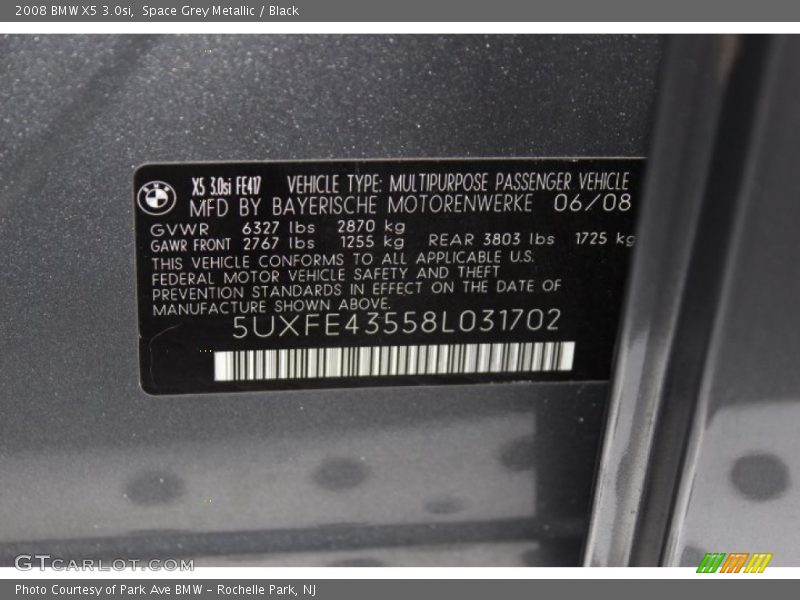 2008 BMW X5 3.0si, Space Grey Metallic / Black
X5 3.0si FE417 VEHICLE TYPE: MULTIPURPOSE PASSENGER VEHICLE
MFD BY BAYERISCHE MOTORENWERKE 06/08
GVWR 6327 lbs 2870 kg
GAWR FRONT 2767 lbs 1255 kg REAR 3803 lbs 1725 kg
THIS VEHICLE CONFORMS TO ALL APPLICABLE U.S.
FEDERAL MOTOR VEHICLE SAFETY AND THEFT
PREVENTION STANDARDS IN EFFECT ON THE DATE OF
MANUFACTURE SHOWN ABOVE.
5UXFE43558L031702
GTcarlot.com
Photo Courtesy of Park Ave BMW - Rochelle Park, NJ